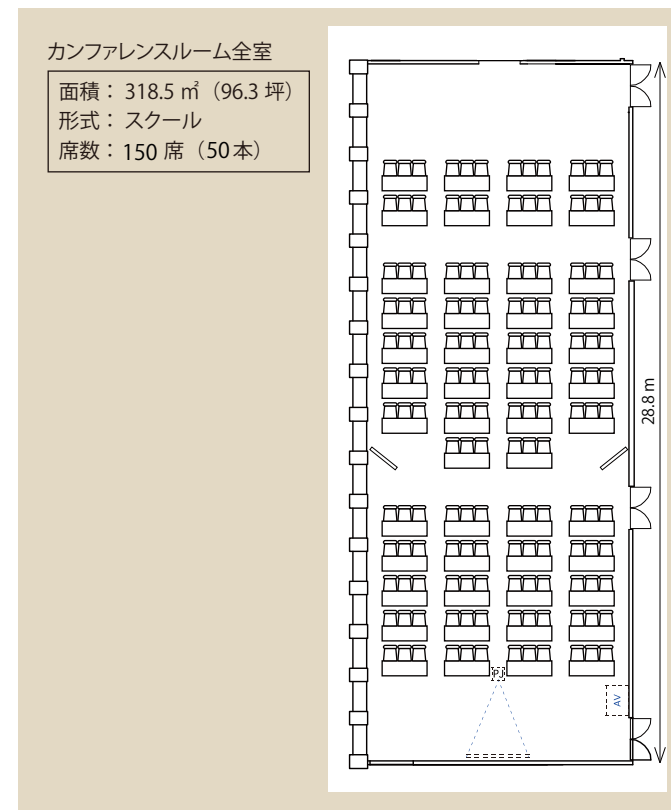 カンファレンスルーム全室
面積： 318.5 ㎡（96.3 坪）
形式： スクール
席数： 150 席（50本）
28.8 m
PJ
AV